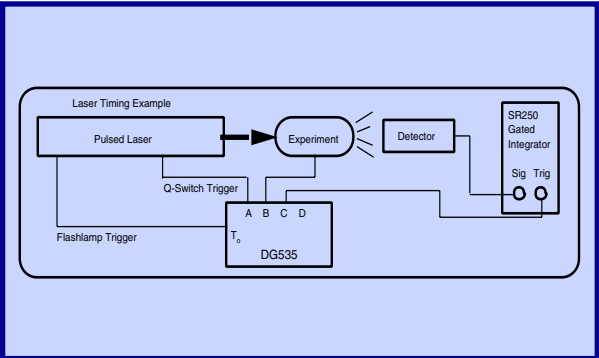 Laser Timing Example
Pulsed Laser
Experiment
Detector
SR250
Gated
Integrator
Sig Trig
Q-Switch Trigger
A B C D
Flashlamp Trigger
To
DG535